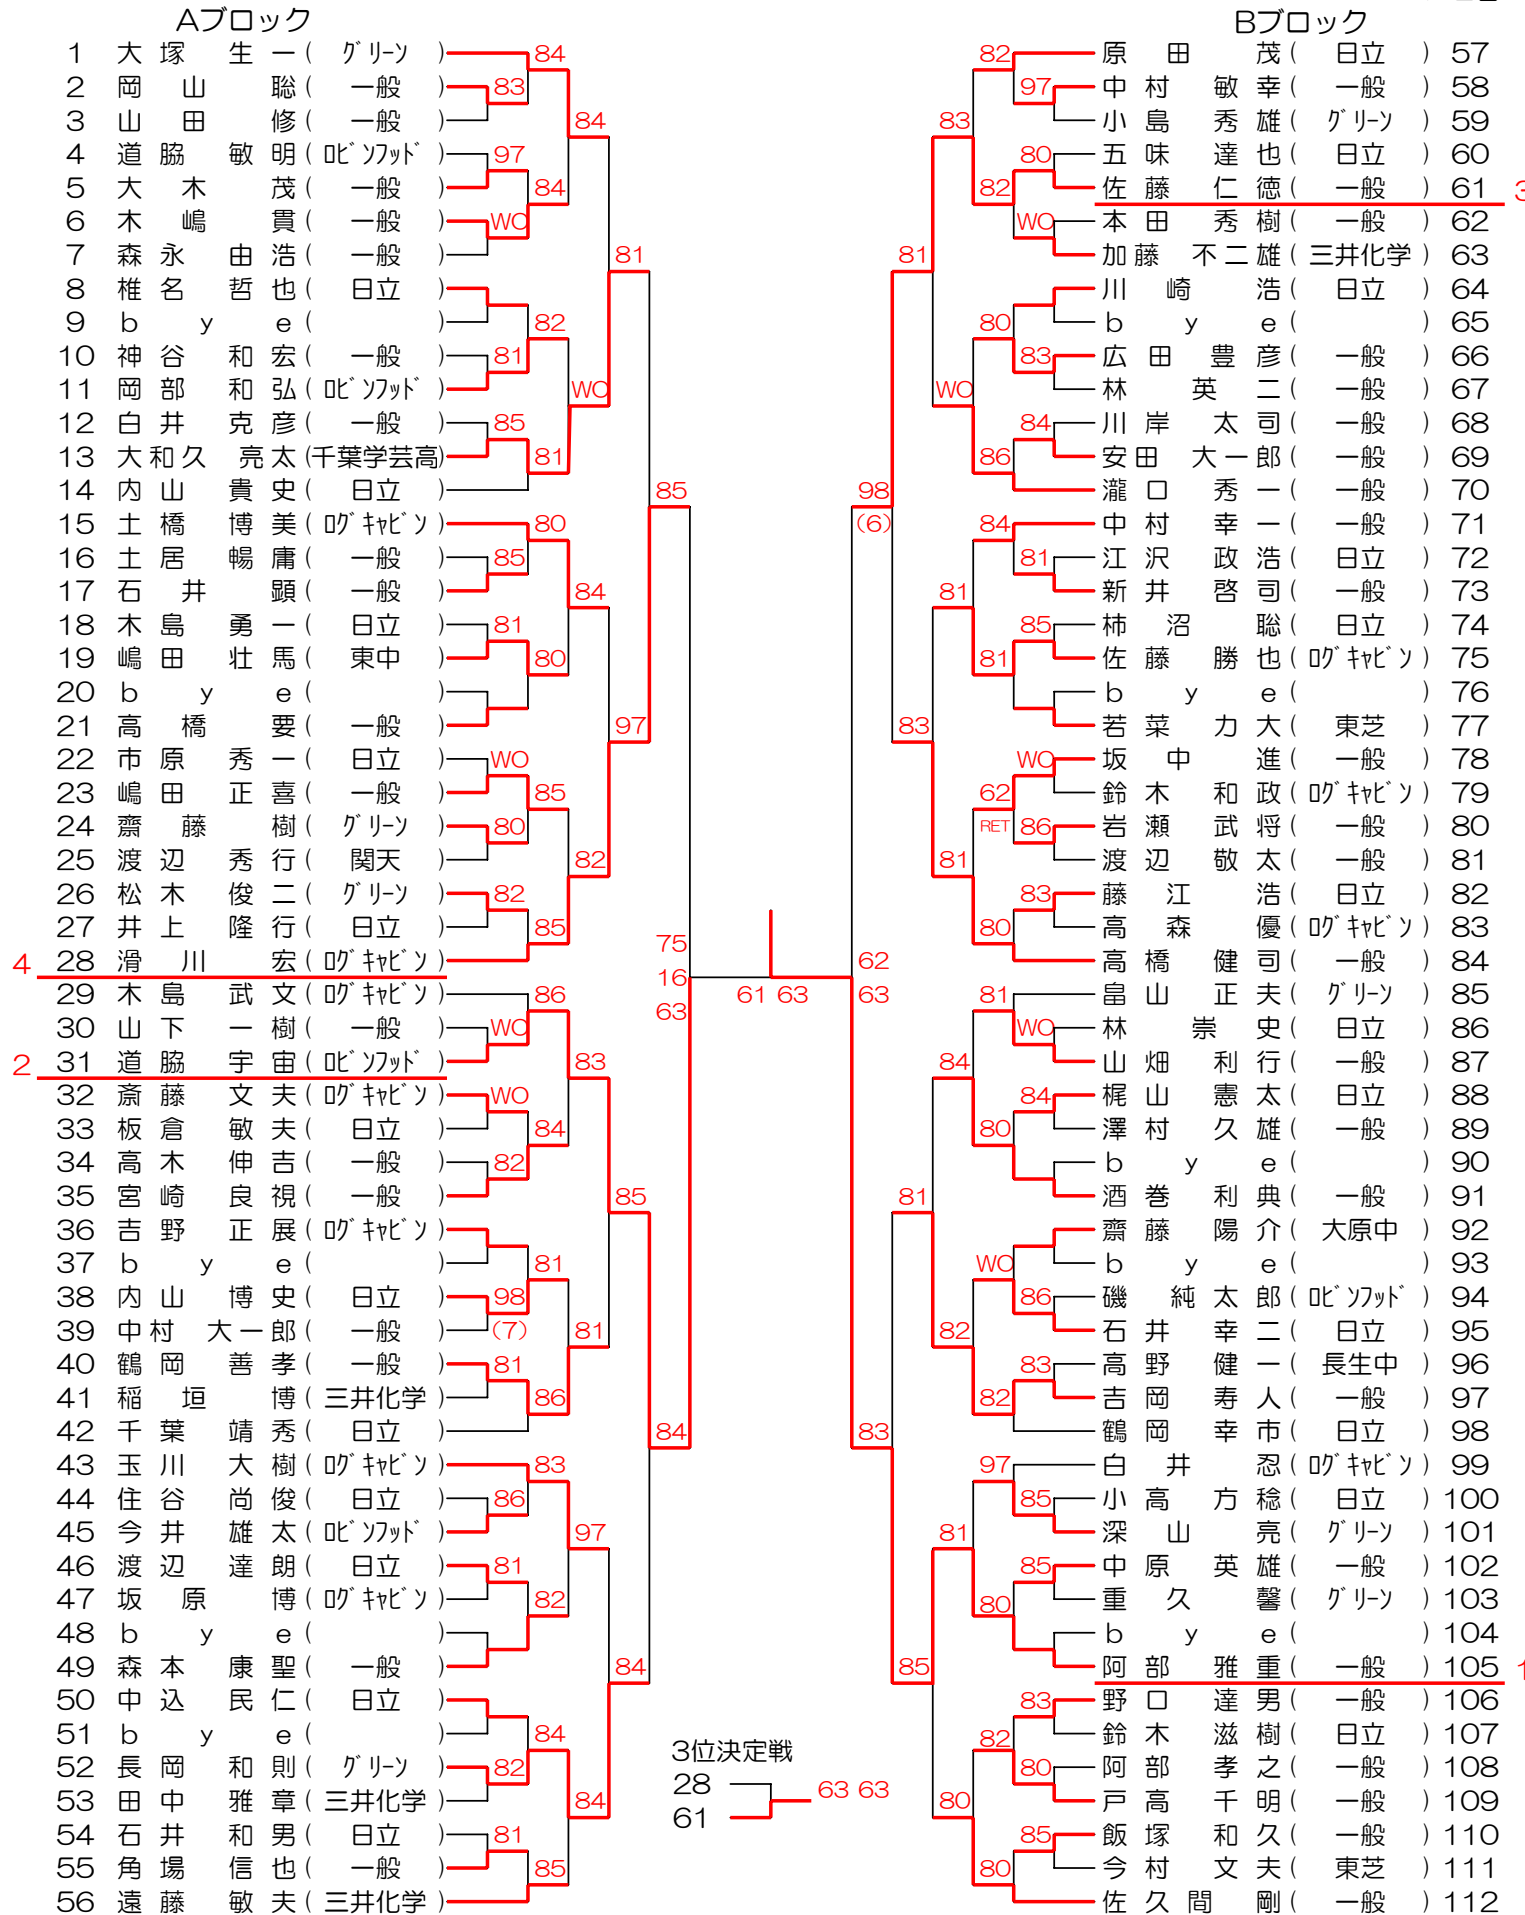 Aブロック
Bブロック
1 大塚 生一(グリーン) 84
2 岡山 聡(一般) 83
3 山田 修(一般) 84
4 道脇 敏明(ロビンフッド) 97
5 大木 茂(一般) 84
6 木嶋 貫(一般) WO
7 森永 由浩(一般) 81
8 椎名 哲也(日立)
9 bye( ) 82
10 神谷 和宏(一般) 81
11 岡部 和弘(ロビンフッド) WO
12 白井 克彦(一般) 85
13 大和久 亮太(千葉学芸高) 81
14 内山 貴史(日立) 85
15 土橋 博美(ログキャビン) 80
16 土居 暢庸(一般) 85
17 石井 顕(一般) 84
18 木島 勇一(日立) 81
19 嶋田 壮馬(東中) 80
20 bye( )
21 高橋 要(一般) 97
22 市原 秀一(日立) WO
23 嶋田 正喜(一般) 85
24 齋藤 樹(グリーン) 80
25 渡辺 秀行(関天) 82
26 松木 俊二(グリーン) 82
27 井上 隆行(日立) 85
75
4 28 滑川 宏(ログキャビン)
16
29 木島 武文(ログキャビン) 86
63
30 山下 一樹(一般) WO
2 31 道脇 宇宙(ロビンフッド) 83
32 斎藤 文夫(ログキャビン) WO
33 板倉 敏夫(日立) 84
34 高木 伸吉(一般) 82
35 宮崎 良視(一般) 85
36 吉野 正展(ログキャビン)
37 bye( ) 81
38 内山 博史(日立) 98
39 中村 大一郎(一般) (7) 81
40 鶴岡 善孝(一般) 81
41 稲垣 博(三井化学) 86
42 千葉 靖秀(日立) 84
43 玉川 大樹(ログキャビン) 83
44 住谷 尚俊(日立) 86
45 今井 雄太(ロビンフッド) 97
46 渡辺 達朗(日立) 81
47 坂原 博(ログキャビン) 82
48 bye( )
49 森本 康聖(一般) 84
50 中込 民仁(日立)
51 bye( ) 84
52 長岡 和則(グリーン) 82
53 田中 雅章(三井化学) 84
54 石井 和男(日立) 81
55 角場 信也(一般) 85
56 遠藤 敏夫(三井化学)
61 63
3位決定戦
28
63 63
61
82 原田 茂(日立) 57
97 中村 敏幸(一般) 58
83 小島 秀雄(グリーン) 59
80 五味 達也(日立) 60
82 佐藤 仁徳(一般) 61
WO 本田 秀樹(一般) 62
81 加藤 不二雄(三井化学) 63
川崎 浩(日立) 64
80 bye( ) 65
83 広田 豊彦(一般) 66
WO 林 英二(一般) 67
84 川岸 太司(一般) 68
86 安田 大一郎(一般) 69
98 瀧口 秀一(一般) 70
(6) 84 中村 幸一(一般) 71
81 江沢 政浩(日立) 72
81 新井 啓司(一般) 73
85 柿沼 聡(日立) 74
81 佐藤 勝也(ログキャビン) 75
bye( ) 76
83 若菜 力大(東芝) 77
WO 坂中 進(一般) 78
62 鈴木 和政(ログキャビン) 79
RET 86 岩瀬 武将(一般) 80
81 渡辺 敬太(一般) 81
83 藤江 浩(日立) 82
80 高森 優(ログキャビン) 83
62 高橋 健司(一般) 84
63 81 畠山 正夫(グリーン) 85
WO 林 崇史(日立) 86
84 山畑 利行(一般) 87
84 梶山 憲太(日立) 88
80 澤村 久雄(一般) 89
bye( ) 90
81 酒巻 利典(一般) 91
齋藤 陽介(大原中) 92
WO bye( ) 93
86 磯 純太郎(ロビンフッド) 94
82 石井 幸二(日立) 95
83 高野 健一(長生中) 96
82 吉岡 寿人(一般) 97
83 鶴岡 幸市(日立) 98
97 白井 忍(ログキャビン) 99
85 小高 方稔(日立) 100
81 深山 亮(グリーン) 101
85 中原 英雄(一般) 102
80 重久 馨(グリーン) 103
bye( ) 104
85 阿部 雅重(一般) 105
83 野口 達男(一般) 106
82 鈴木 滋樹(日立) 107
80 阿部 孝之(一般) 108
80 戸高 千明(一般) 109
85 飯塚 和久(一般) 110
80 今村 文夫(東芝) 111
佐久間 剛(一般) 112